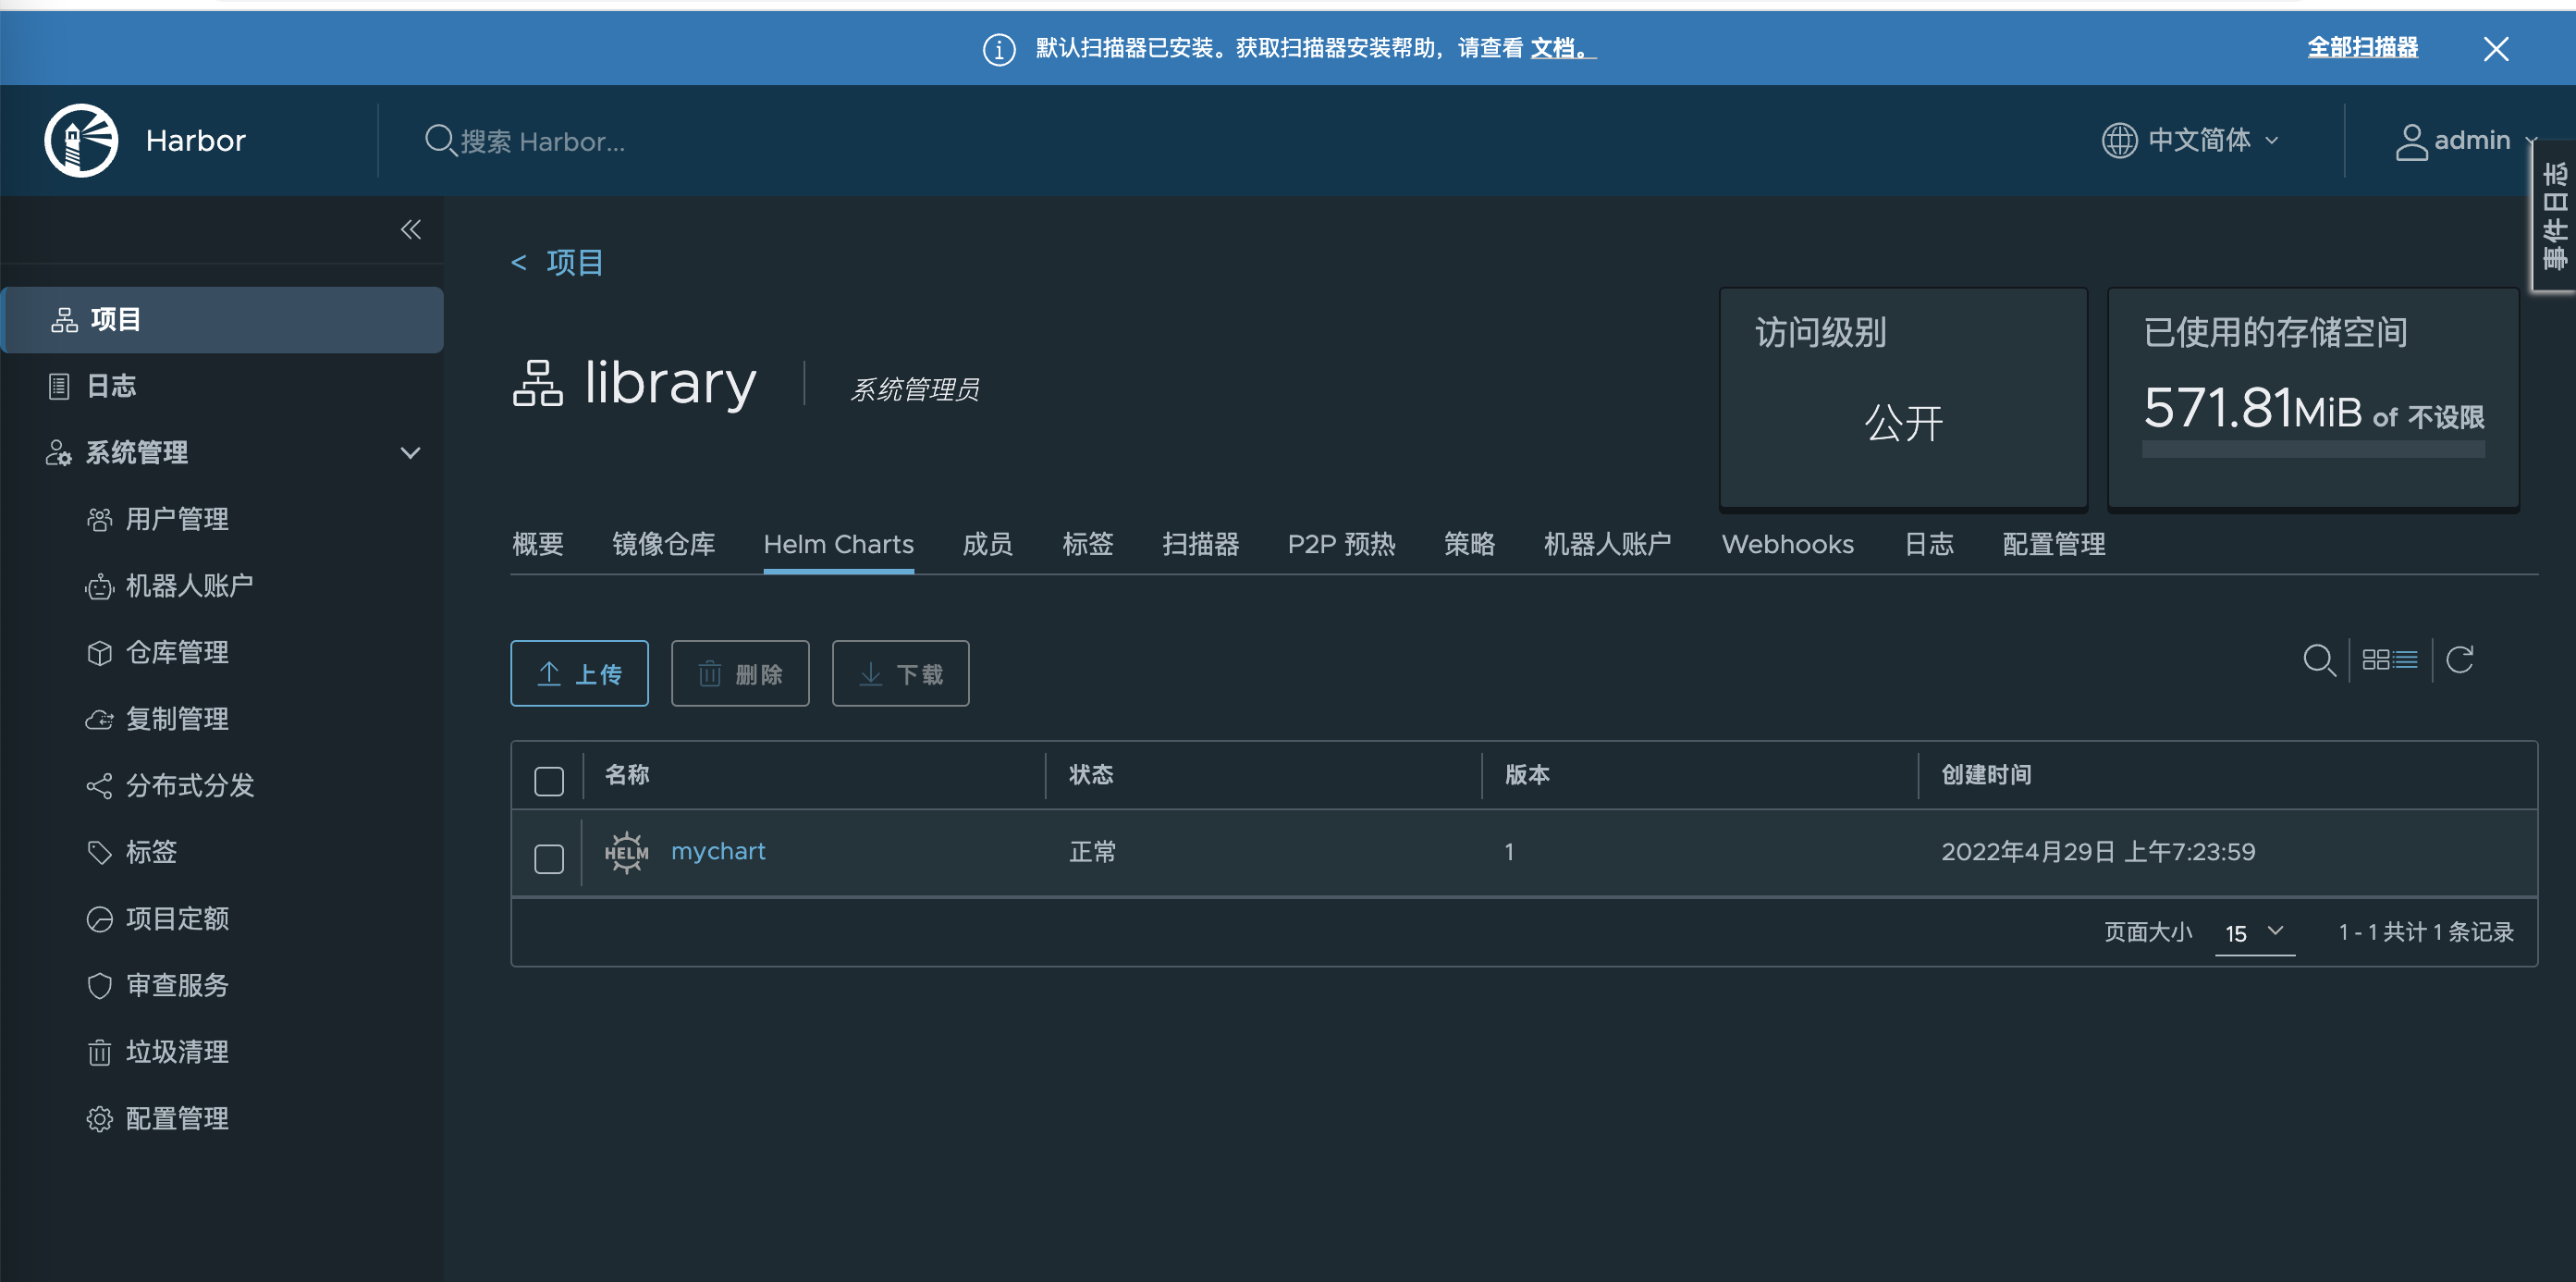 默认扫描器已安装。获取扫描器安装帮助，请查看 文档。 全部扫描器
Harbor 搜索 Harbor... 中文简体 admin
事件日志
项目
日志
系统管理
用户管理
机器人账户
仓库管理
复制管理
分布式分发
标签
项目定额
审查服务
垃圾清理
配置管理
< 项目
library 系统管理员
访问级别
公开
已使用的存储空间
571.81MiB of 不设限
概要 镜像仓库 Helm Charts 成员 标签 扫描器 P2P 预热 策略 机器人账户 Webhooks 日志 配置管理
上传 删除 下载
名称 状态 版本 创建时间
HELM mychart 正常 1 2022年4月29日 上午7:23:59
页面大小 15 1 - 1 共计 1 条记录